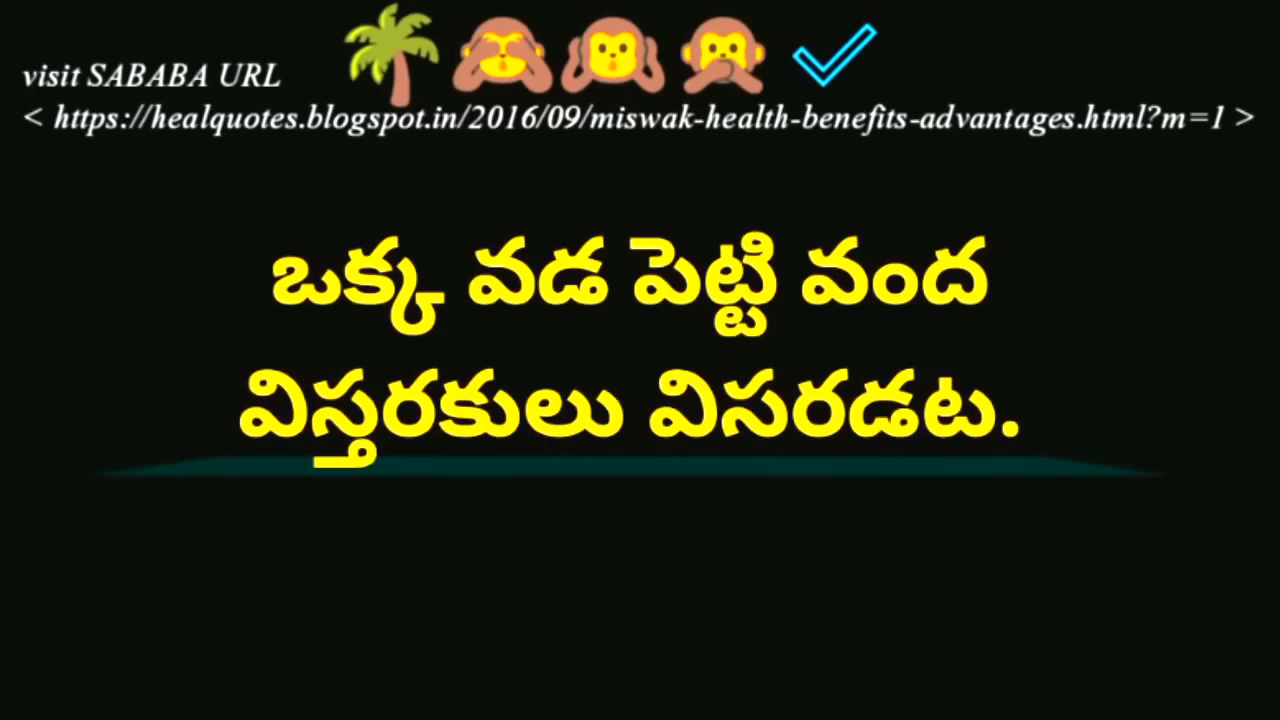 visit SABABA URL
< https://healquotes.blogspot.in/2016/09/miswak-health-benefits-advantages.html?m=1 >
ఒక్క వడ పెట్టి వంద
విస్తరకులు విసరడట.